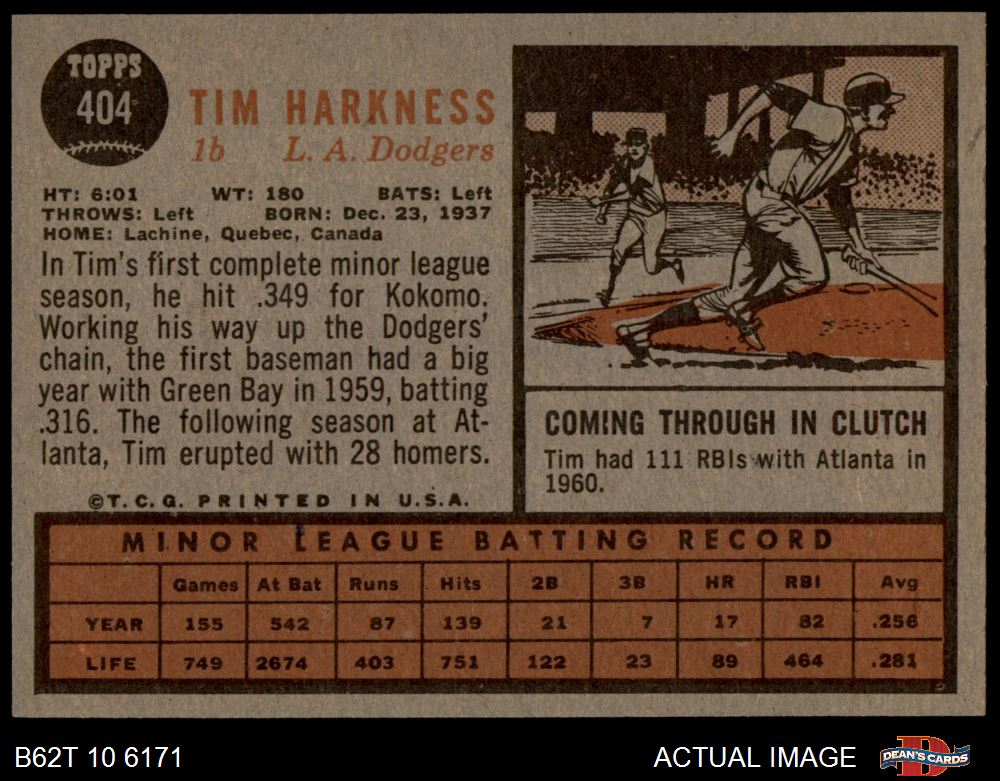 TOPPS
404
TIM HARKNESS
1b L. A. Dodgers
HT: 6:01 WT: 180 BATS: Left
THROWS: Left BORN: Dec. 23, 1937
HOME: Lachine, Quebec, Canada
In Tim's first complete minor league
season, he hit .349 for Kokomo.
Working his way up the Dodgers'
chain, the first baseman had a big
year with Green Bay in 1959, batting
.316. The following season at At-
lanta, Tim erupted with 28 homers.
©T.C.G. PRINTED IN U.S.A.
COMING THROUGH IN CLUTCH
Tim had 111 RBIs with Atlanta in
1960.
MINOR LEAGUE BATTING RECORD
Games At Bat Runs Hits 2B 3B HR RBI Avg
YEAR 155 542 87 139 21 7 17 82 .256
LIFE 749 2674 403 751 122 23 89 464 .281
B62T 10 6171
ACTUAL IMAGE
DEAN'S CARDS